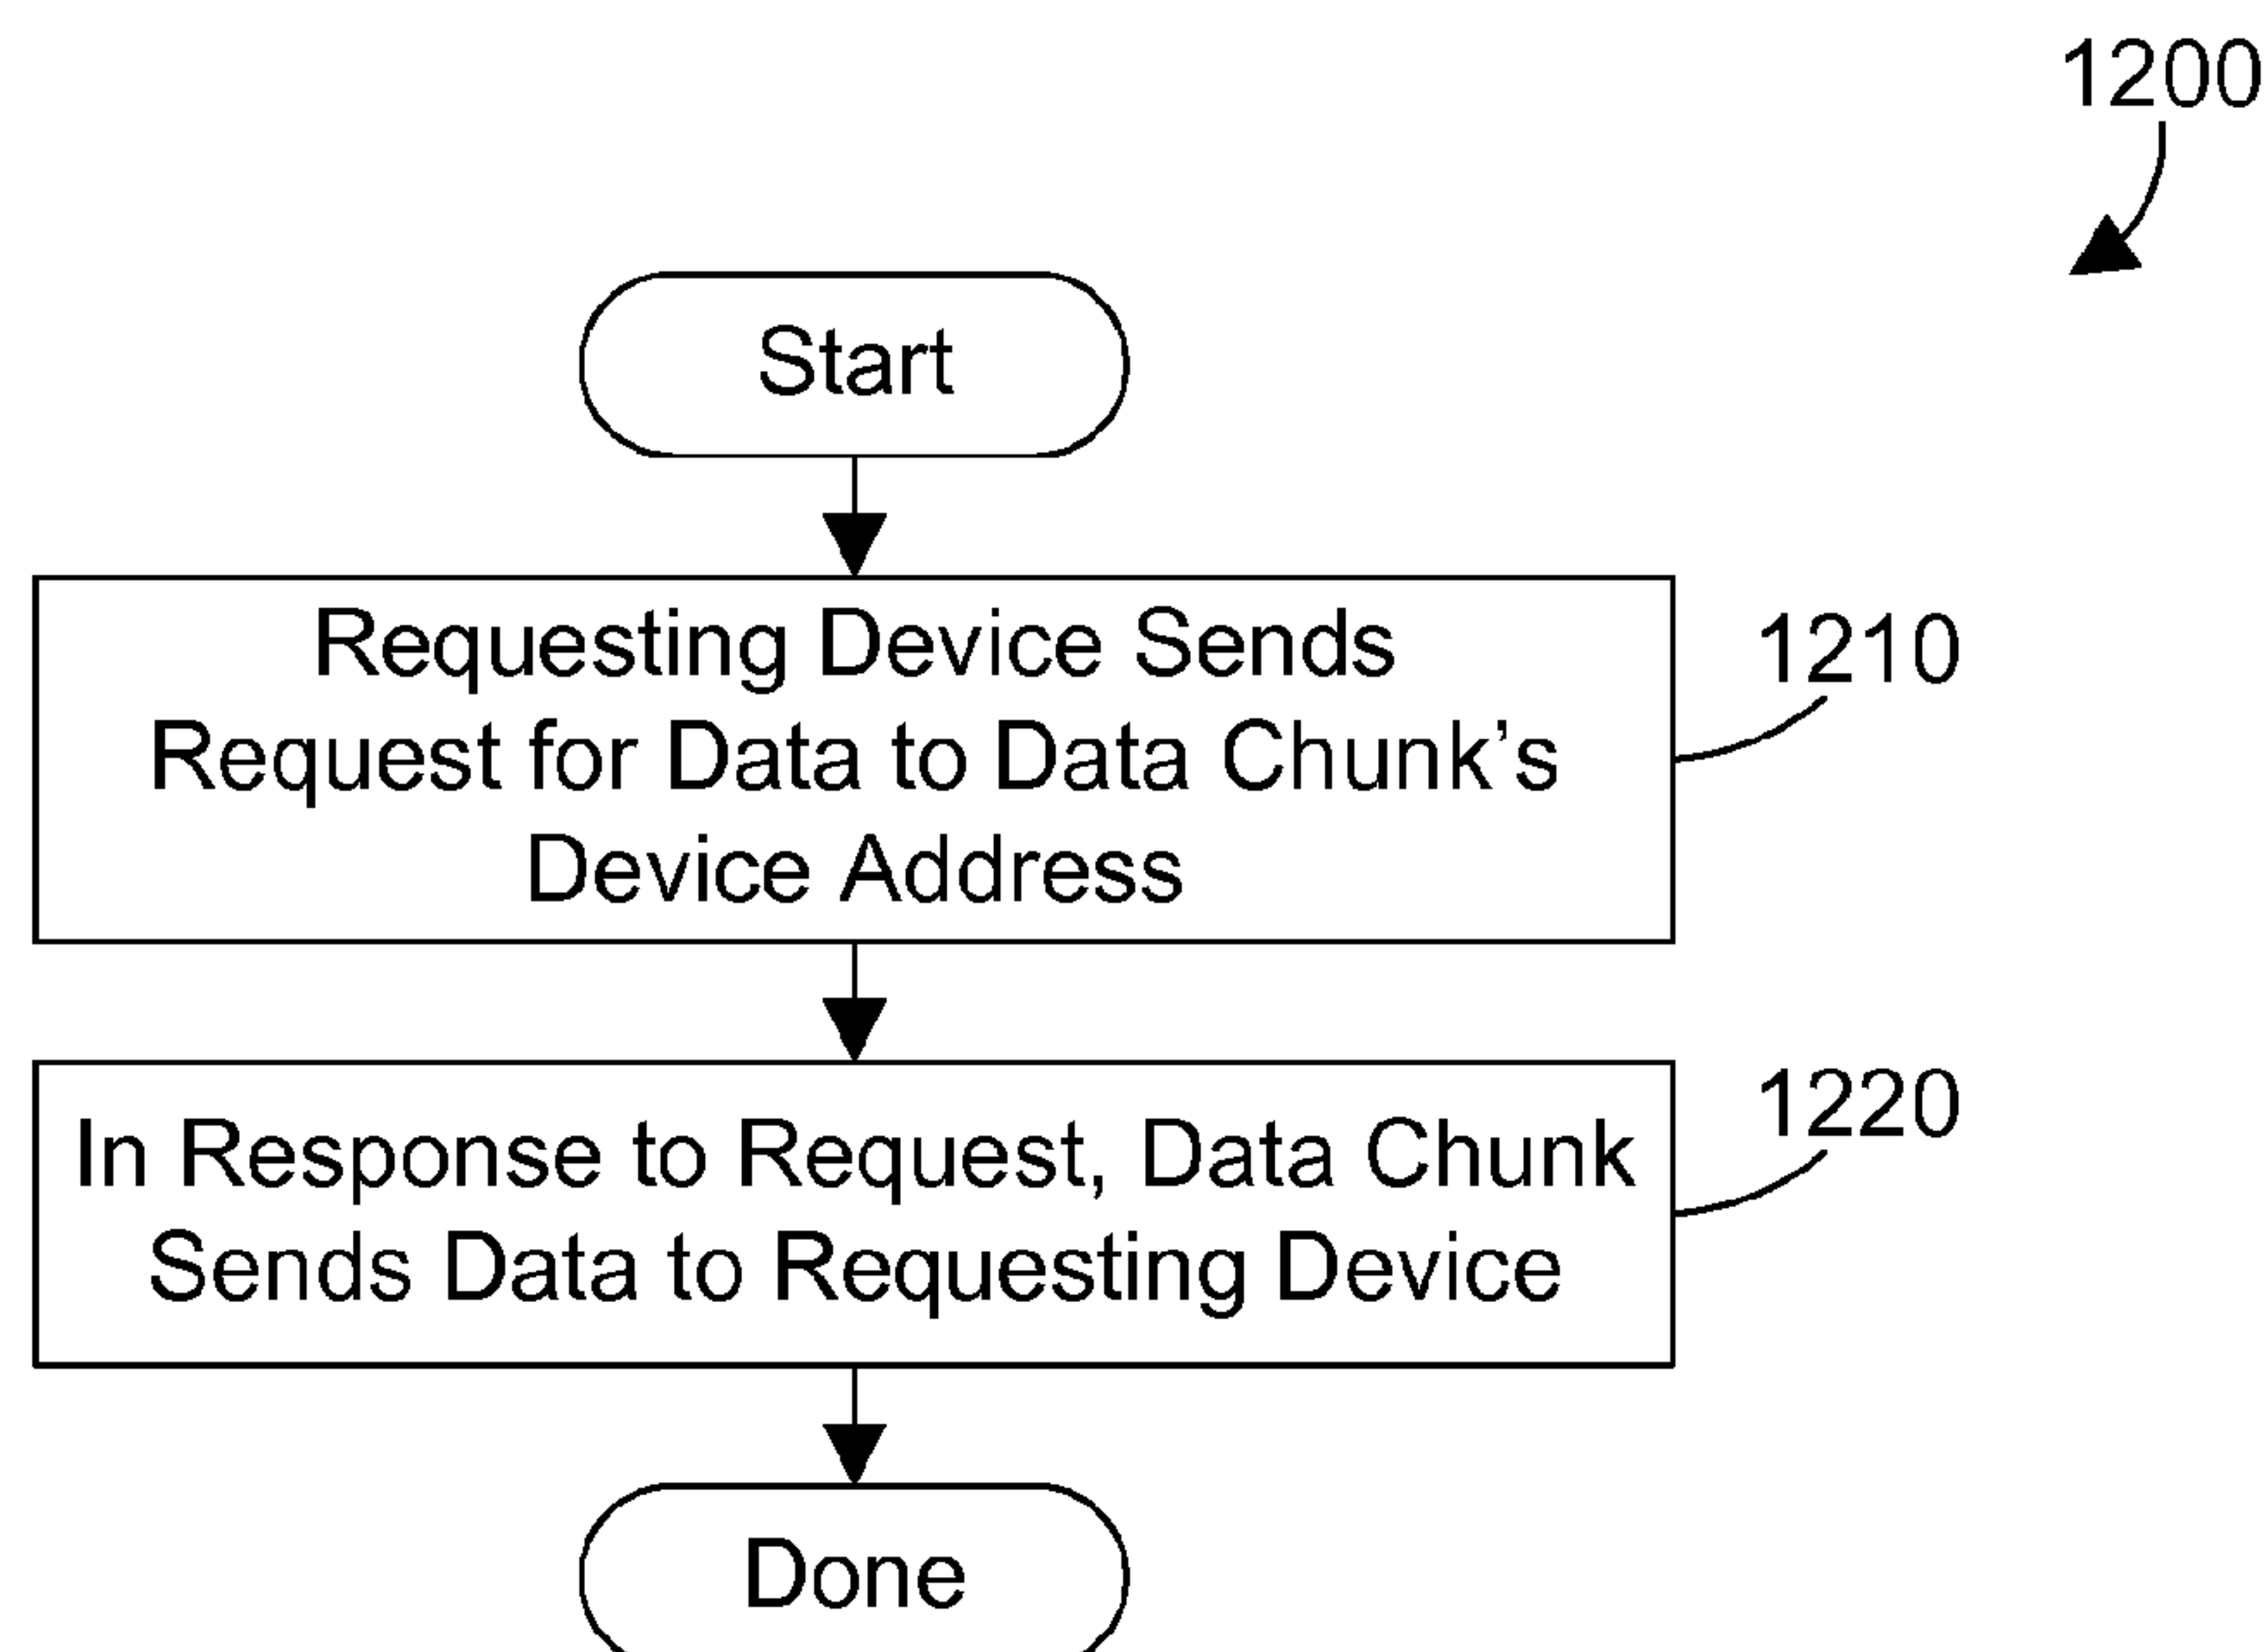 1200
Start
Requesting Device Sends
Request for Data to Data Chunk’s
Device Address
1210
In Response to Request, Data Chunk
Sends Data to Requesting Device
1220
Done